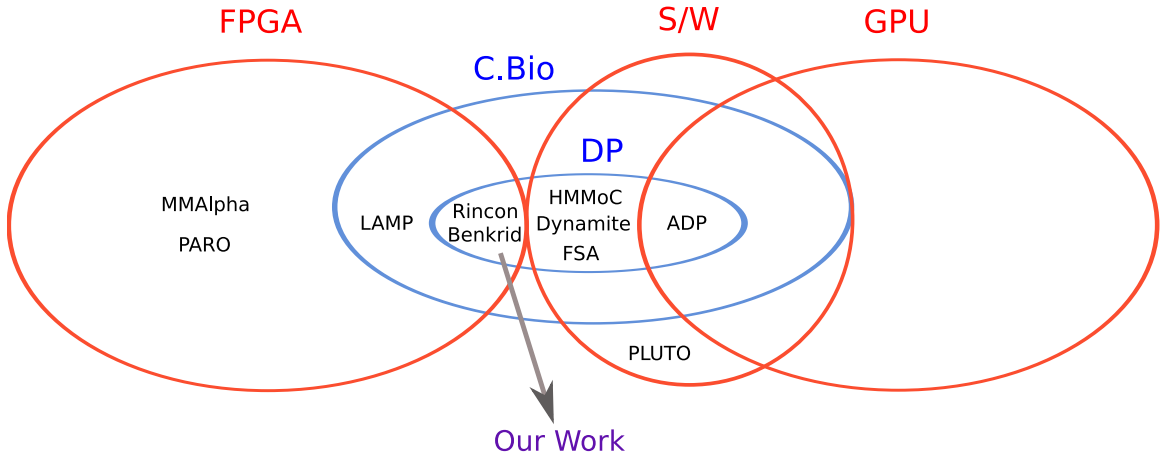 FPGA
S/W
GPU
C.Bio
DP
MMAlpha
PARO
LAMP
Rincon
Benkrid
HMMoC
Dynamite
FSA
ADP
PLUTO
Our Work